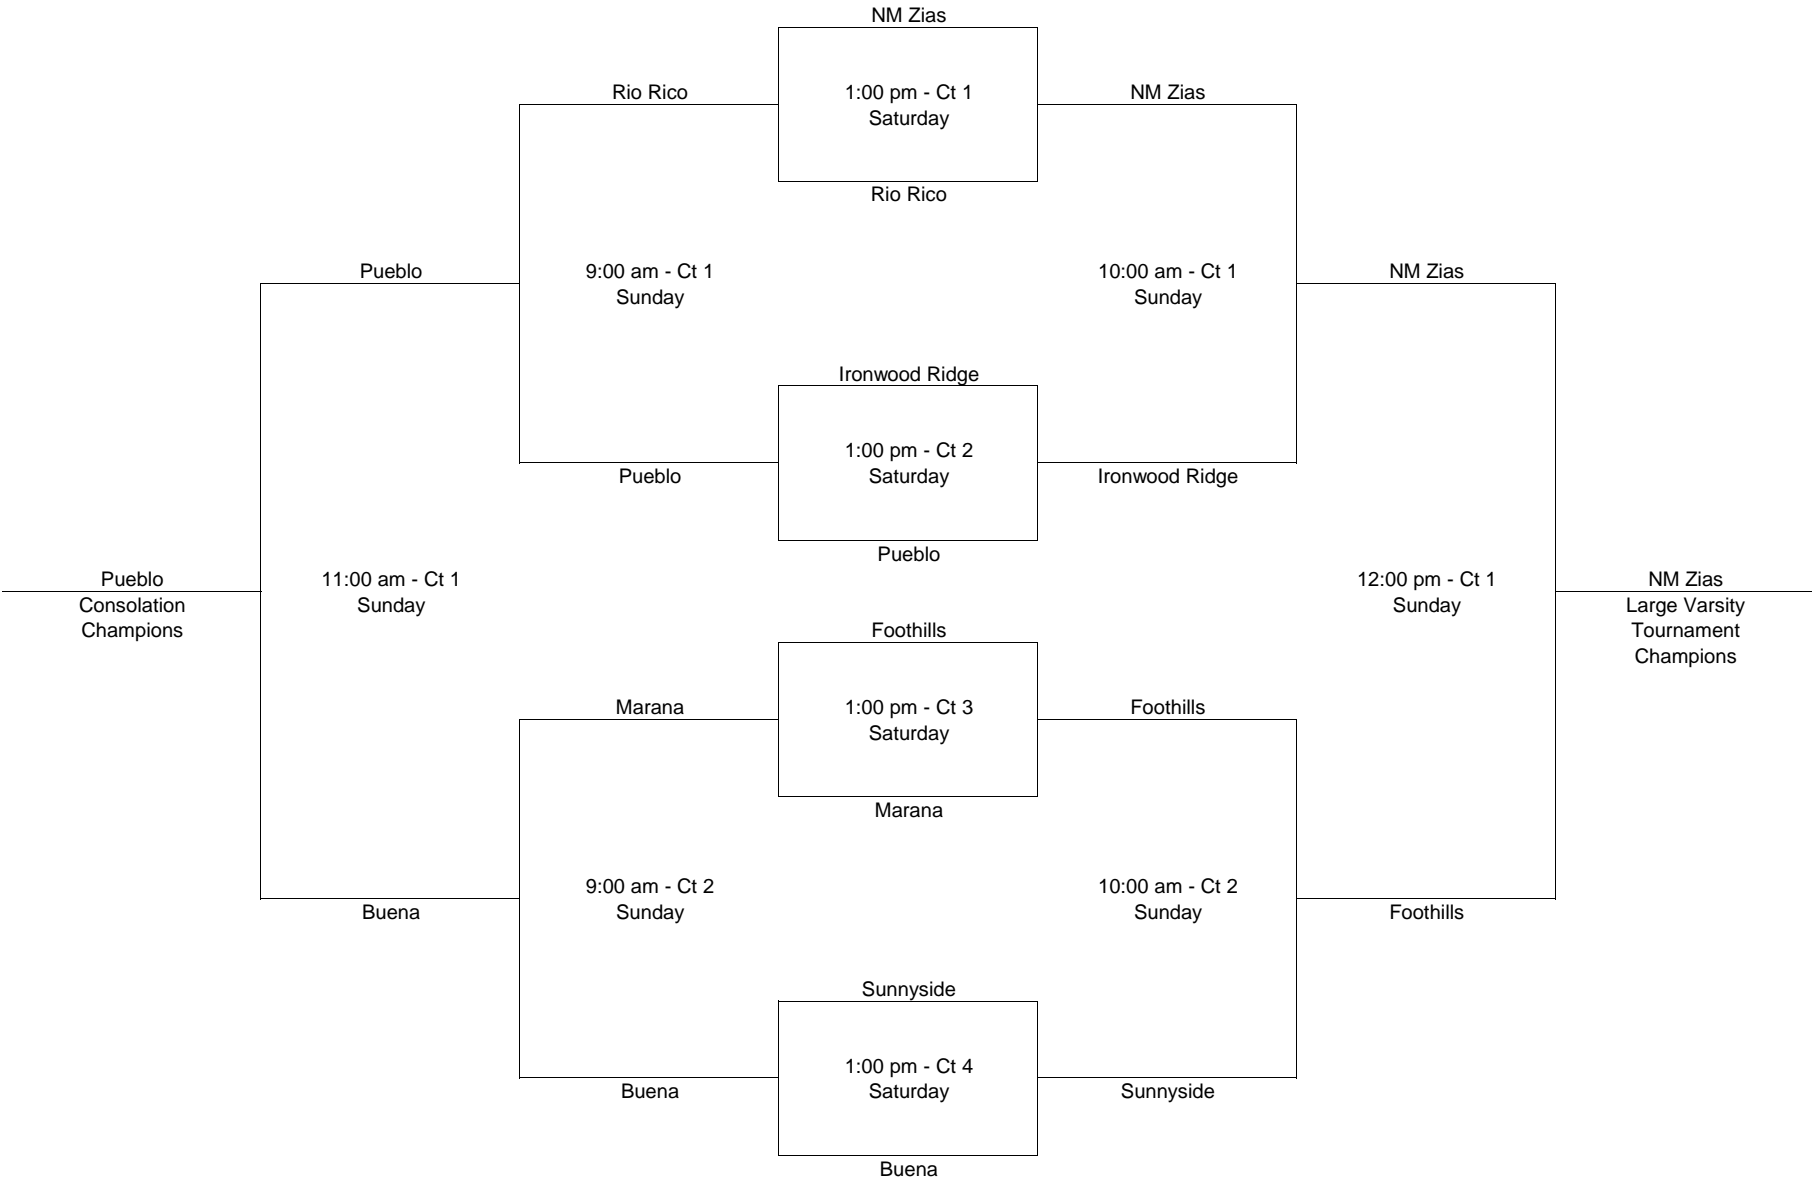 NM Zias
Rio Rico
1:00 pm - Ct 1
Saturday
NM Zias
Rio Rico
Pueblo
9:00 am - Ct 1
Sunday
10:00 am - Ct 1
Sunday
NM Zias
Ironwood Ridge
1:00 pm - Ct 2
Saturday
Pueblo
Ironwood Ridge
Pueblo
Pueblo
Consolation
Champions
11:00 am - Ct 1
Sunday
12:00 pm - Ct 1
Sunday
NM Zias
Large Varsity
Tournament
Champions
Foothills
Marana
1:00 pm - Ct 3
Saturday
Foothills
Marana
9:00 am - Ct 2
Sunday
10:00 am - Ct 2
Sunday
Buena
Foothills
Sunnyside
1:00 pm - Ct 4
Saturday
Buena
Sunnyside
Buena